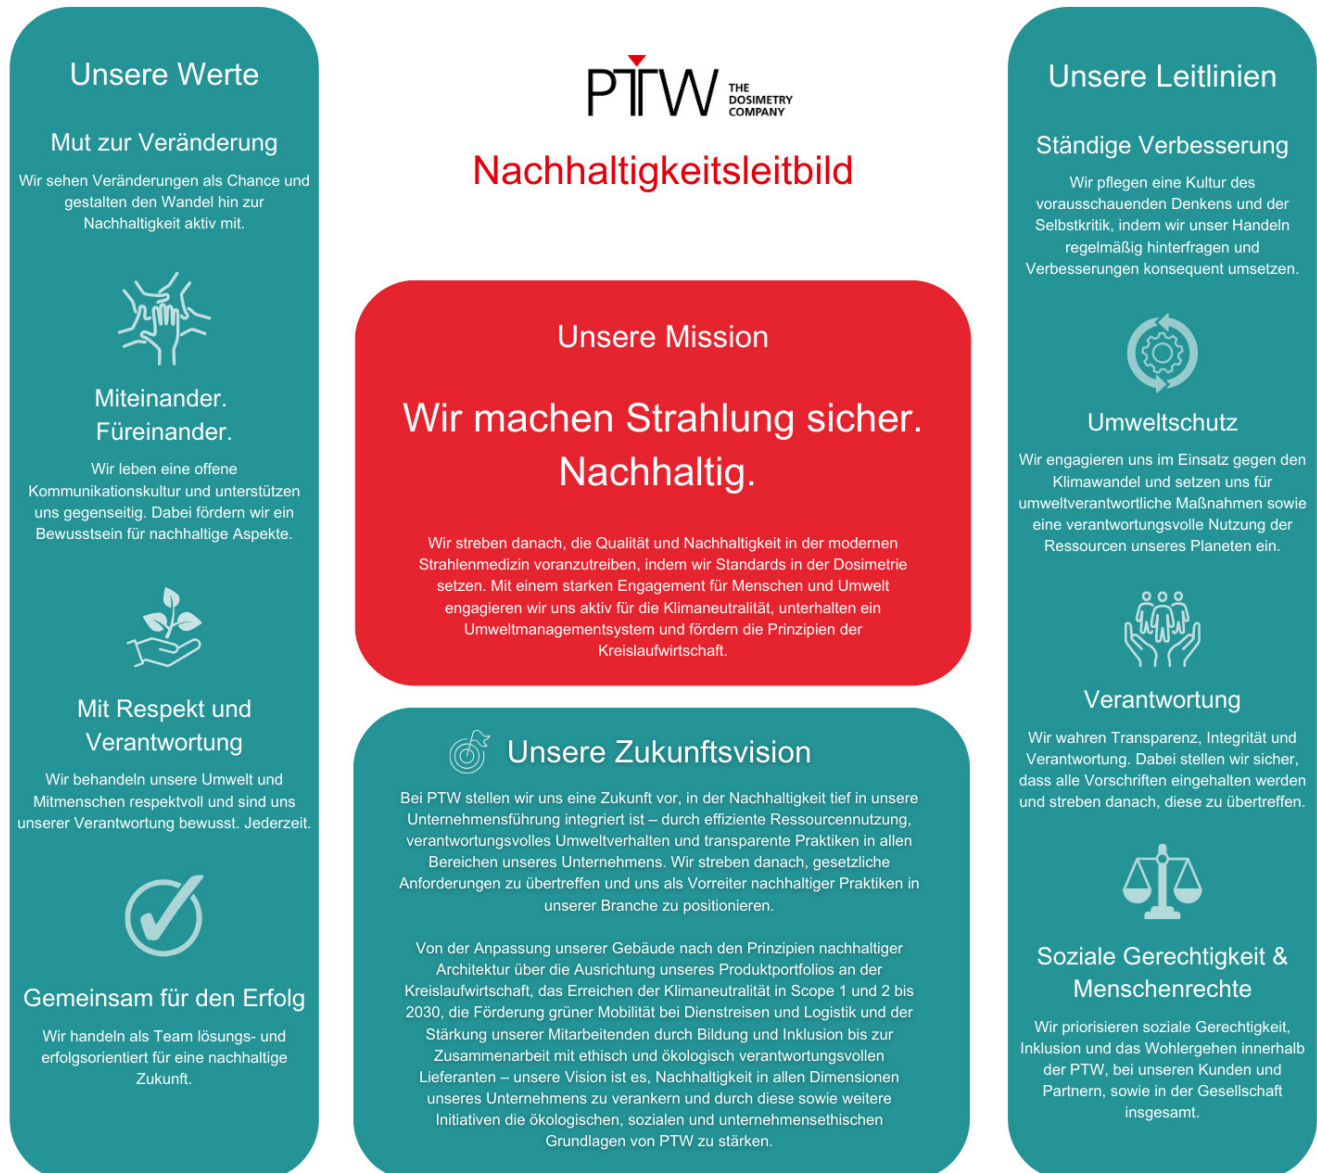 Unsere Werte
Mut zur Veränderung
Wir sehen Veränderungen als Chance und
gestalten den Wandel hin zur
Nachhaltigkeit aktiv mit.
Miteinander.
Füreinander.
Wir leben eine offene
Kommunikationskultur und unterstützen
uns gegenseitig. Dabei fördern wir ein
Bewusstsein für nachhaltige Aspekte.
Mit Respekt und
Verantwortung
Wir behandeln unsere Umwelt und
Mitmenschen respektvoll und sind uns
unserer Verantwortung bewusst. Jederzeit.
Gemeinsam für den Erfolg
Wir handeln als Team lösungs- und
erfolgsorientiert für eine nachhaltige
Zukunft.
PTW THE
DOSIMETRY
COMPANY
Nachhaltigkeitsleitbild
Unsere Mission
Wir machen Strahlung sicher.
Nachhaltig.
Wir streben danach, die Qualität und Nachhaltigkeit in der modernen
Strahlenmedizin voranzutreiben, indem wir Standards in der Dosimetrie
setzen. Mit einem starken Engagement für Menschen und Umwelt
engagieren wir uns aktiv für die Klimaneutralität, unterhalten ein
Umweltmanagementsystem und fördern die Prinzipien der
Kreislaufwirtschaft.
Unsere Zukunftsvision
Bei PTW stellen wir uns eine Zukunft vor, in der Nachhaltigkeit tief in unsere
Unternehmensführung integriert ist – durch effiziente Ressourcennutzung,
verantwortungsvolles Umweltverhalten und transparente Praktiken in allen
Bereichen unseres Unternehmens. Wir streben danach, gesetzliche
Anforderungen zu übertreffen und uns als Vorreiter nachhaltiger Praktiken in
unserer Branche zu positionieren.
Von der Anpassung unserer Gebäude nach den Prinzipien nachhaltiger
Architektur über die Ausrichtung unseres Produktportfolios an der
Kreislaufwirtschaft, das Erreichen der Klimaneutralität in Scope 1 und 2 bis
2030, die Förderung grüner Mobilität bei Dienstreisen und Logistik und der
Stärkung unserer Mitarbeitenden durch Bildung und Inklusion bis zur
Zusammenarbeit mit ethisch und ökologisch verantwortungsvollen
Lieferanten – unsere Vision ist es, Nachhaltigkeit in allen Dimensionen
unseres Unternehmens zu verankern und durch diese sowie weitere
Initiativen die ökologischen, sozialen und unternehmensethischen
Grundlagen von PTW zu stärken.
Unsere Leitlinien
Ständige Verbesserung
Wir pflegen eine Kultur des
vorausschauenden Denkens und der
Selbstkritik, indem wir unser Handeln
regelmäßig hinterfragen und
Verbesserungen konsequent umsetzen.
Umweltschutz
Wir engagieren uns im Einsatz gegen den
Klimawandel und setzen uns für
umweltverantwortliche Maßnahmen sowie
eine verantwortungsvolle Nutzung der
Ressourcen unseres Planeten ein.
Verantwortung
Wir wahren Transparenz, Integrität und
Verantwortung. Dabei stellen wir sicher,
dass alle Vorschriften eingehalten werden
und streben danach, diese zu übertreffen.
Soziale Gerechtigkeit &
Menschenrechte
Wir priorisieren soziale Gerechtigkeit,
Inklusion und das Wohlergehen innerhalb
der PTW, bei unseren Kunden und
Partnern, sowie in der Gesellschaft
insgesamt.